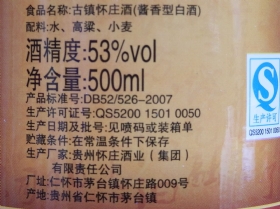 食品名称:古镇怀庄酒(酱香型白酒)
配料:水、高粱、小麦
酒精度:53%vol
净含量:500ml
产品标准号:DB52/526-2007
生产许可证号:QS5200 1501 0050
生产日期及批号:见喷码或装箱单
贮藏条件:在常温条件下保存
生产厂家:贵州怀庄酒业(集团)
有限责任公司
厂址:仁怀市茅台镇怀庄路009号
产地:贵州省仁怀市茅台镇
生产许可
QS5200 1501 0050